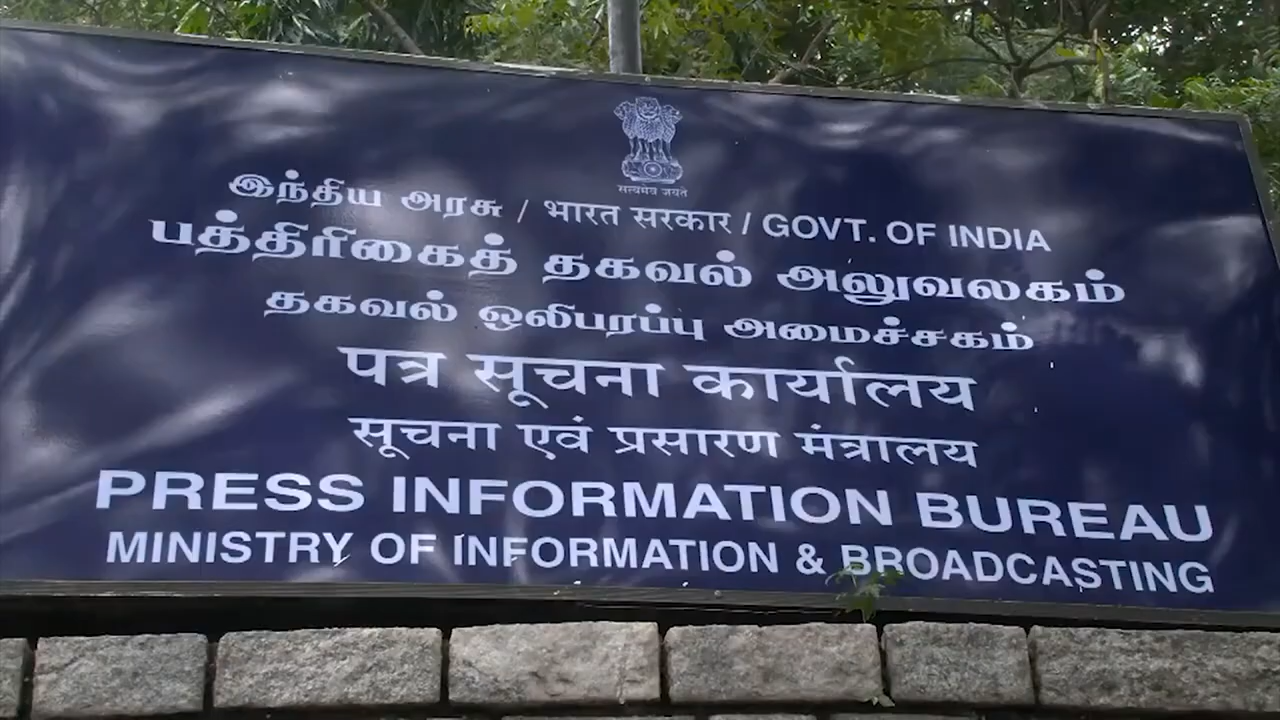 सत्यमेव जयते
இந்திய அரசு / भारत सरकार / GOVT. OF INDIA
பத்திரிகைத் தகவல் அலுவலகம்
தகவல் ஒலிபரப்பு அமைச்சகம்
पत्र सूचना कार्यालय
सूचना एवं प्रसारण मंत्रालय
PRESS INFORMATION BUREAU
MINISTRY OF INFORMATION & BROADCASTING